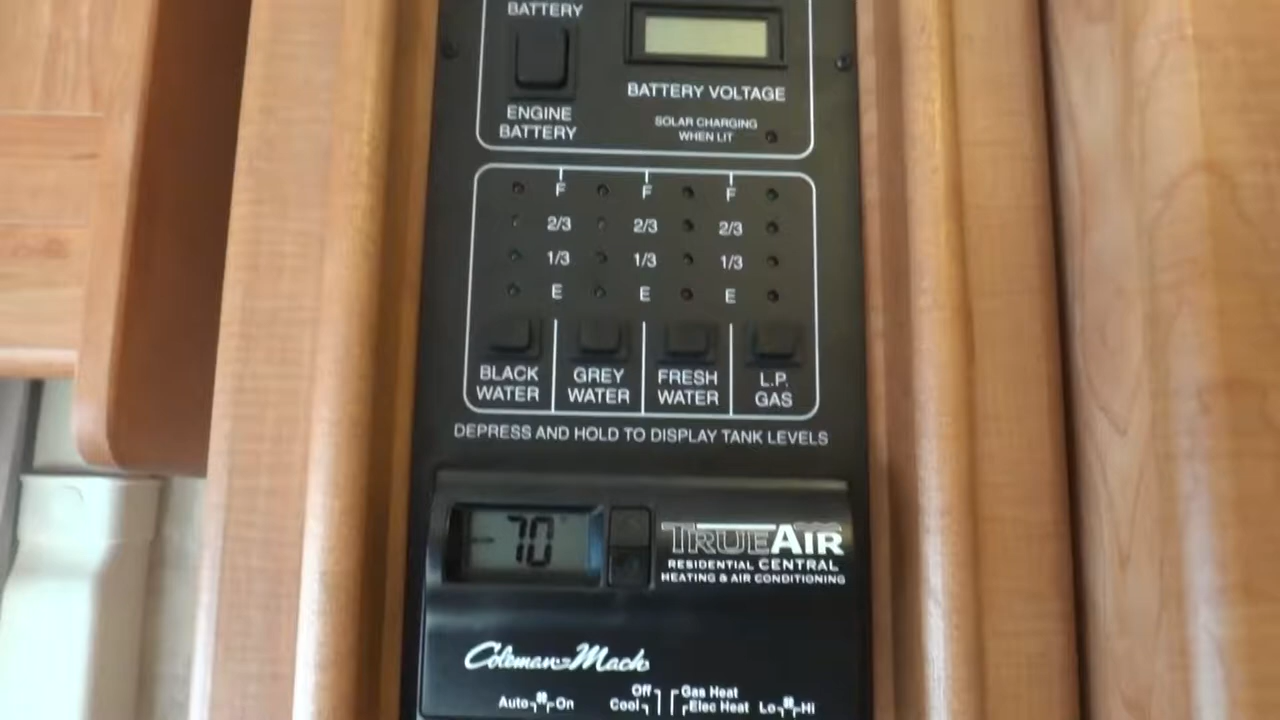 BATTERY
BATTERY VOLTAGE
ENGINE
BATTERY
SOLAR CHARGING
WHEN LIT
F F F
2/3 2/3 2/3
1/3 1/3 1/3
E E E
BLACK
WATER
GREY
WATER
FRESH
WATER
L.P.
GAS
DEPRESS AND HOLD TO DISPLAY TANK LEVELS
70°
TRUEAIR
RESIDENTIAL CENTRAL
HEATING & AIR CONDITIONING
Coleman-Mach
Off Gas Heat
Auto On Cool Elec Heat Lo Hi